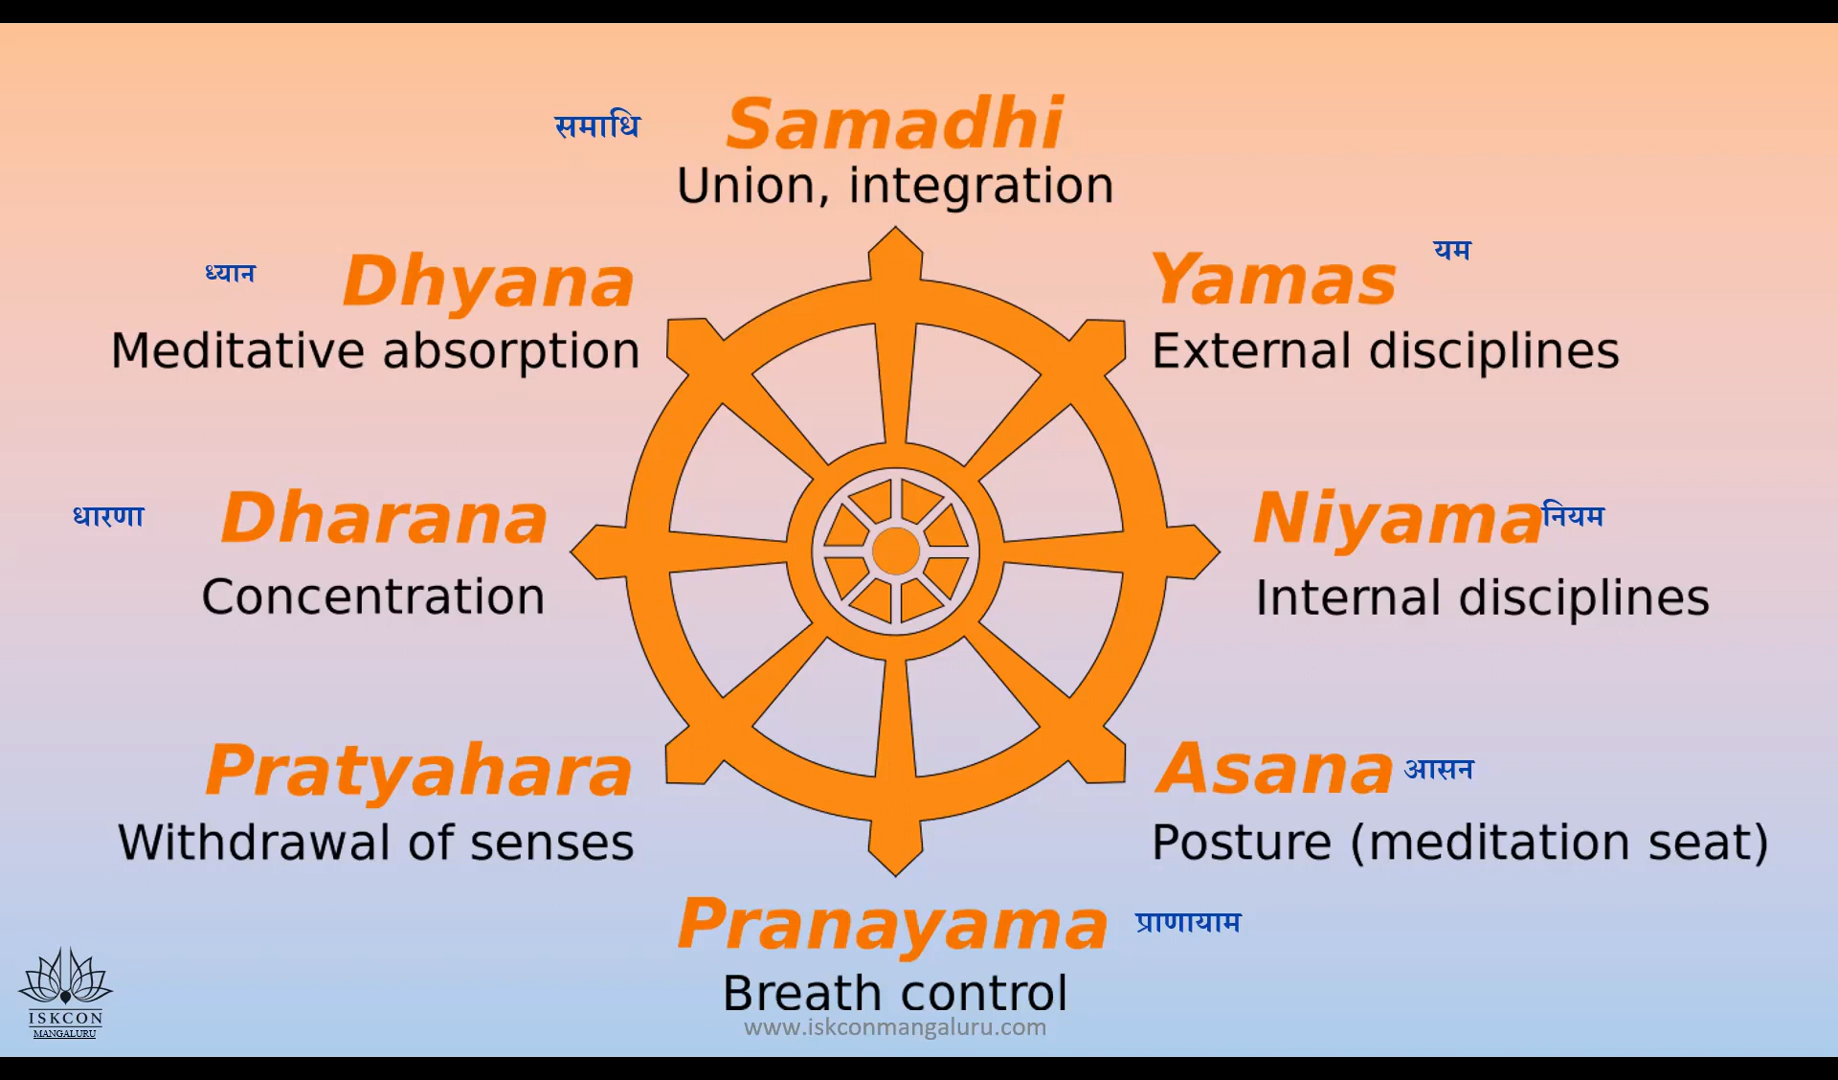 समाधि Samadhi
Union, integration
ध्यान Dhyana
Meditative absorption
Yamas यम
External disciplines
धारणा Dharana
Concentration
Niyama नियम
Internal disciplines
Pratyahara
Withdrawal of senses
Asana आसन
Posture (meditation seat)
Pranayama प्राणायाम
Breath control
www.iskconmangaluru.com
ISKCON
MANGALURU